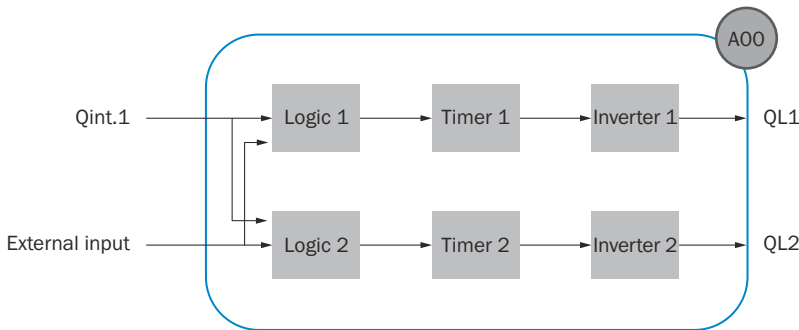 A00
Qint.1
Logic 1
Timer 1
Inverter 1
QL1
External input
Logic 2
Timer 2
Inverter 2
QL2